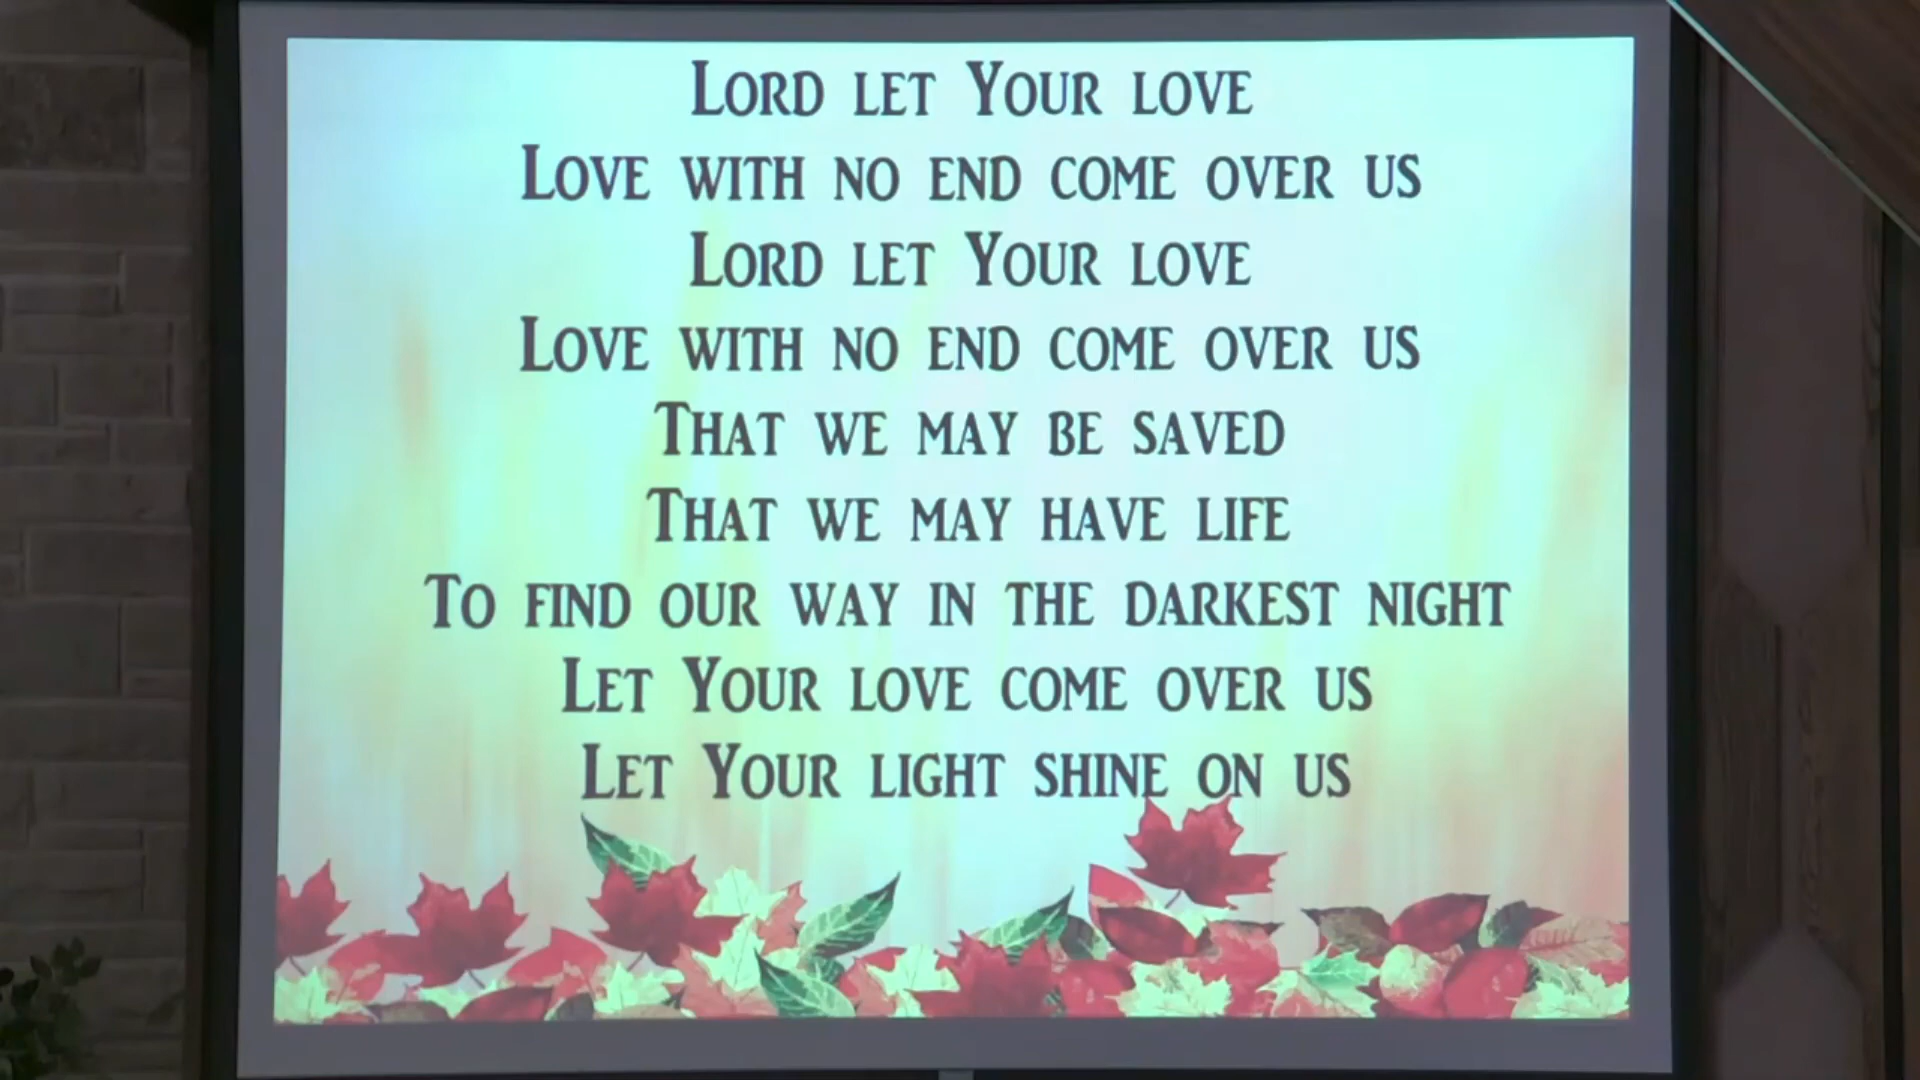 Lord let Your love
Love with no end come over us
Lord let Your love
Love with no end come over us
That we may be saved
That we may have life
To find our way in the darkest night
Let Your love come over us
Let Your light shine on us